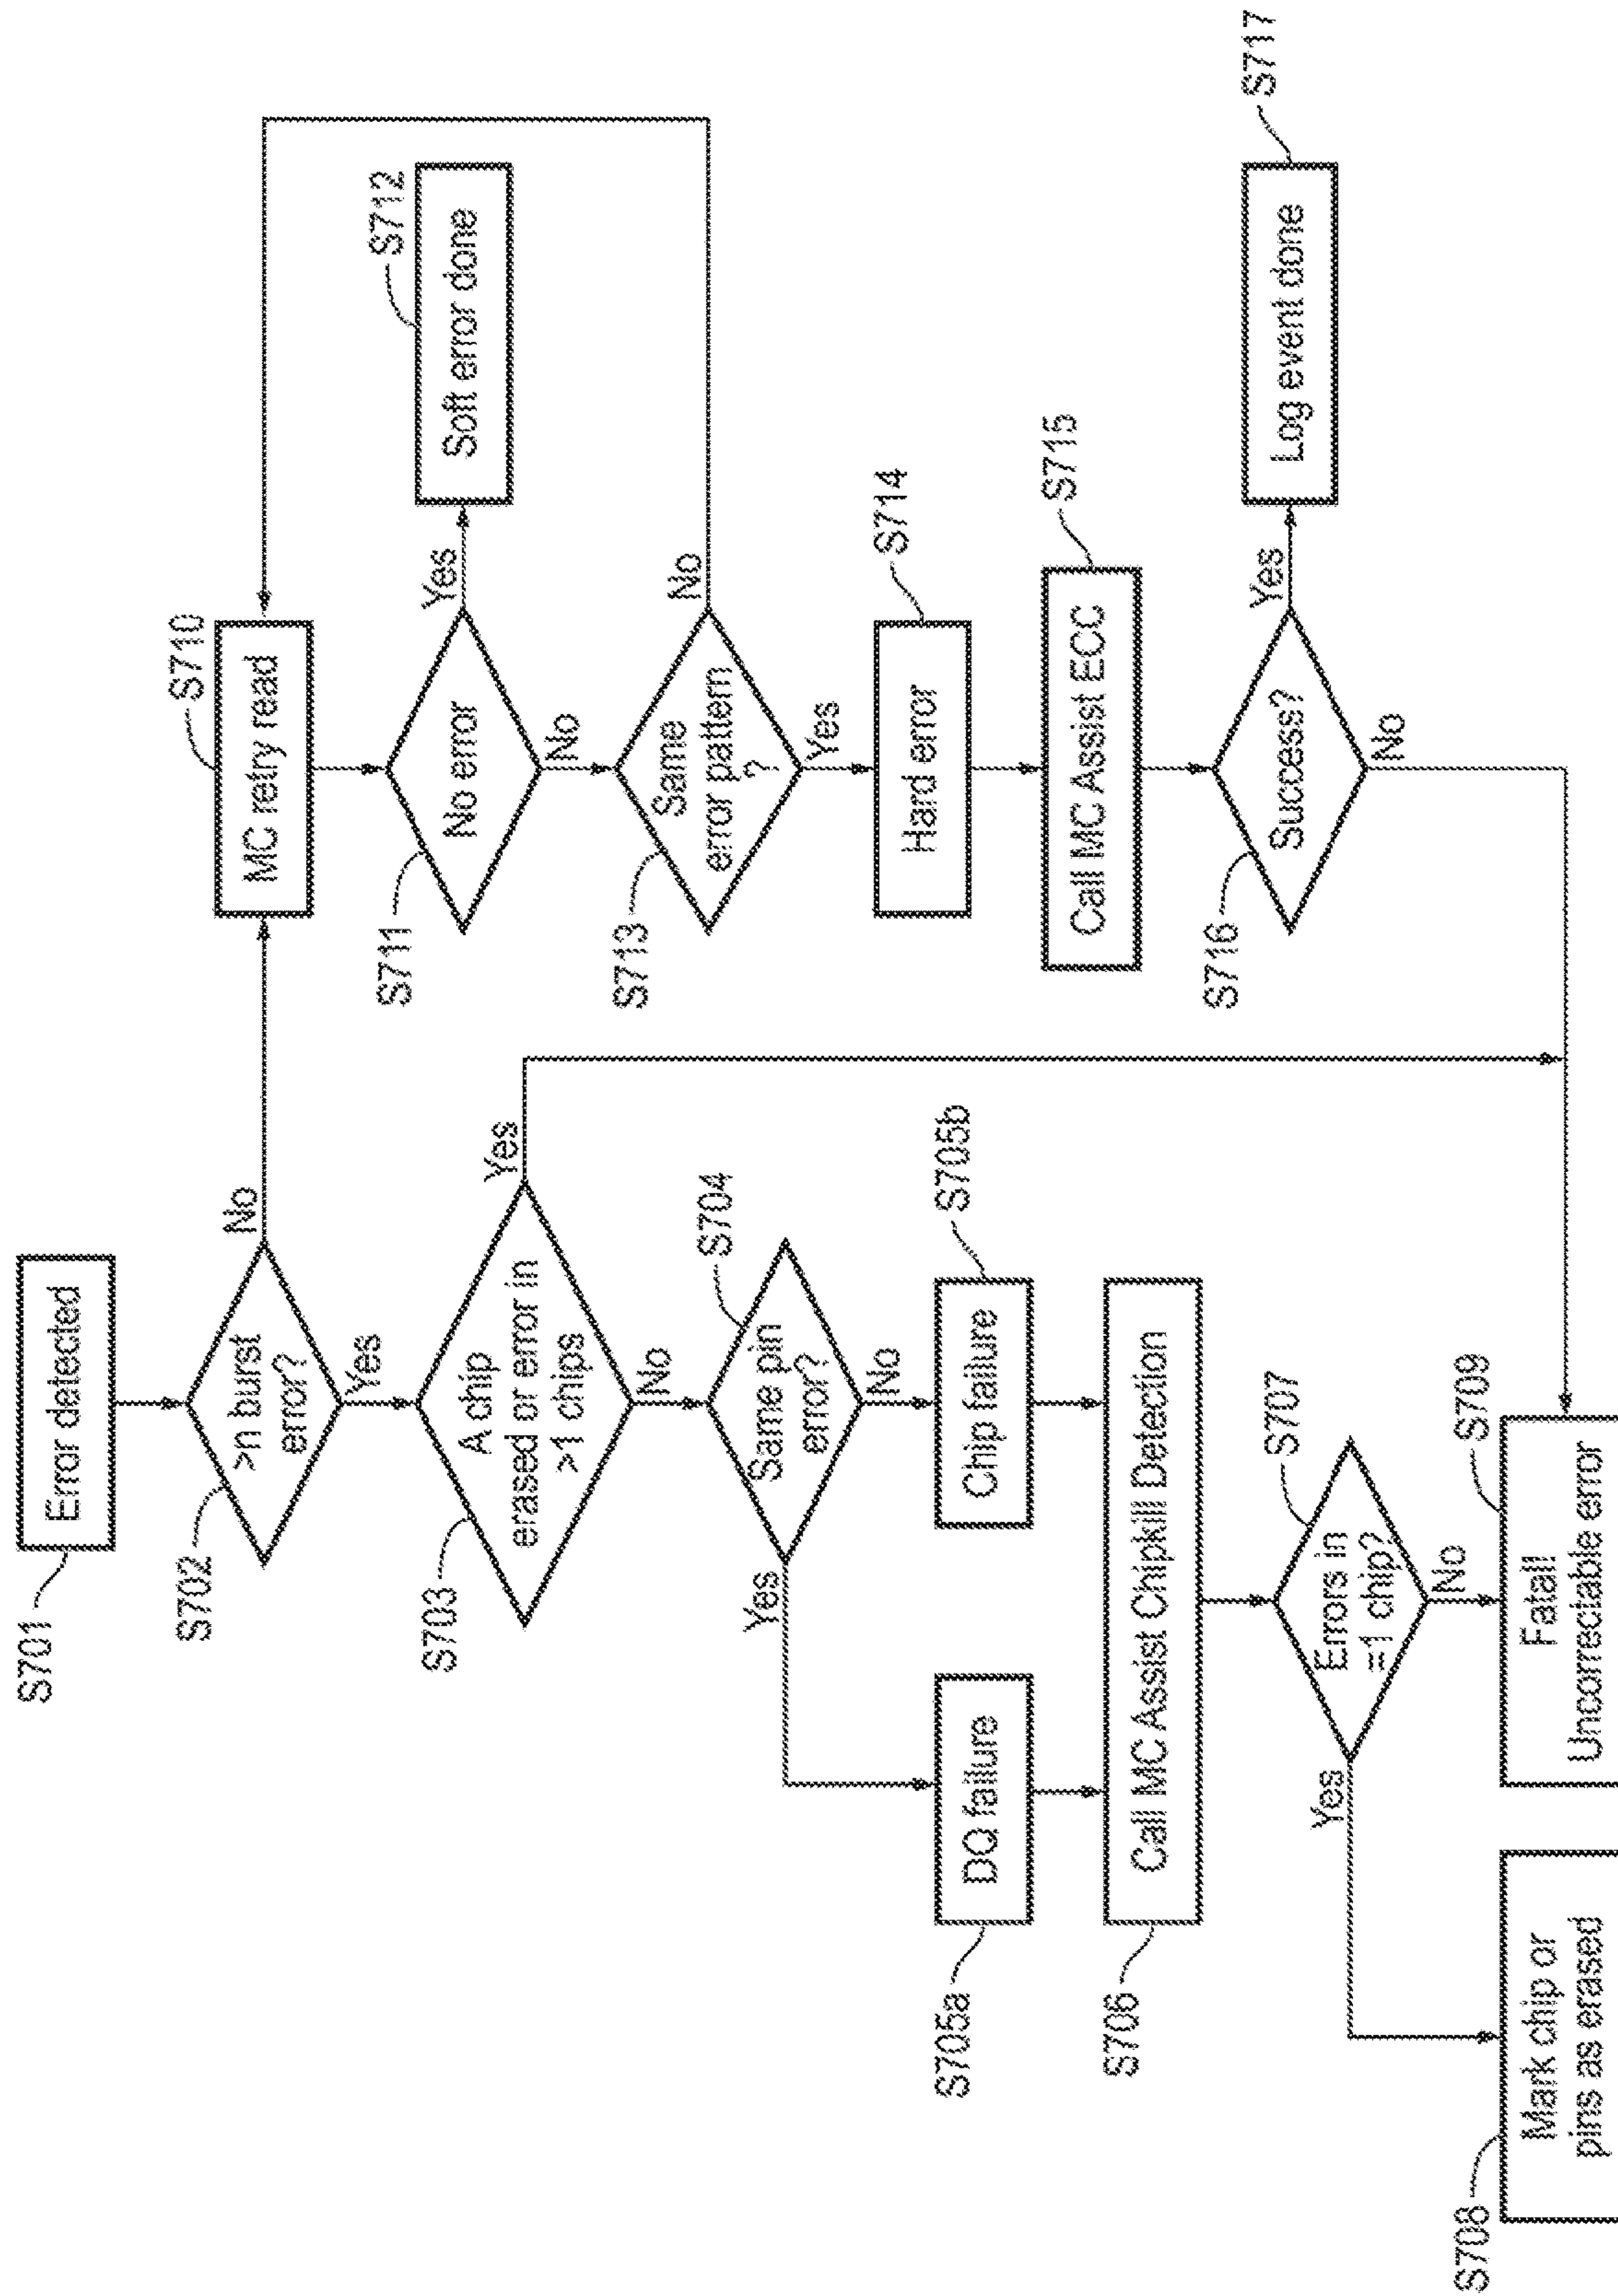 S701
Error detected
S702
>n burst
error?
No
Yes
S703
A chip
erased or error in
>1 chips
Yes
No
S704
Same pin
error?
Yes
No
S705a
DQ failure
S705b
Chip failure
S706
Call MC Assist Chipkill Detection
S707
Errors in
=1 chip?
Yes
No
S708
Mark chip or
pins as erased
S709
Fatal!
Uncorrectable error
S710
MC retry read
S711
No error
Yes
No
S712
Soft error done
S713
Same
error pattern
?
No
Yes
S714
Hard error
S715
Call MC Assist ECC
S716
Success?
Yes
No
S717
Log event done